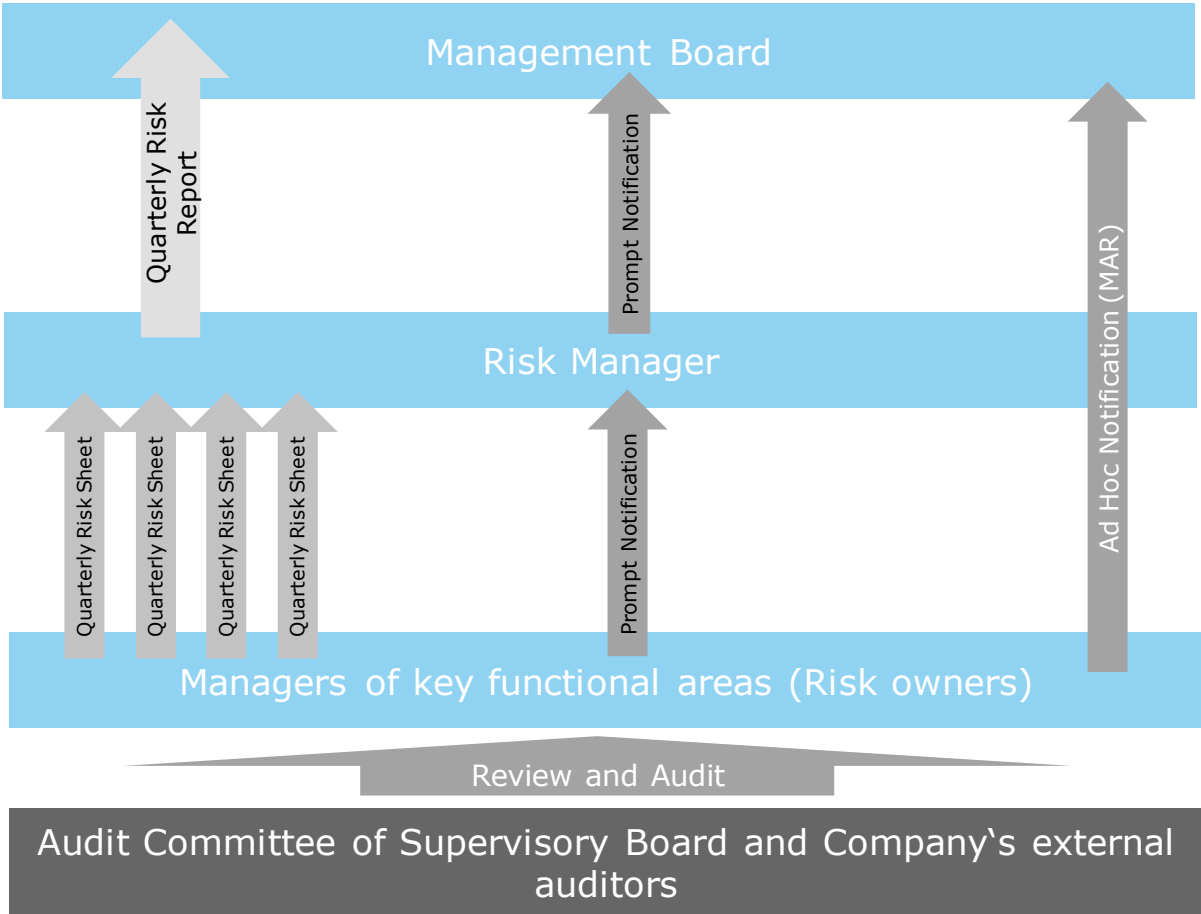 Management Board
Quarterly Risk
Report
Prompt Notification
Ad Hoc Notification (MAR)
Risk Manager
Quarterly Risk Sheet
Quarterly Risk Sheet
Quarterly Risk Sheet
Quarterly Risk Sheet
Prompt Notification
Managers of key functional areas (Risk owners)
Review and Audit
Audit Committee of Supervisory Board and Company‘s external
auditors